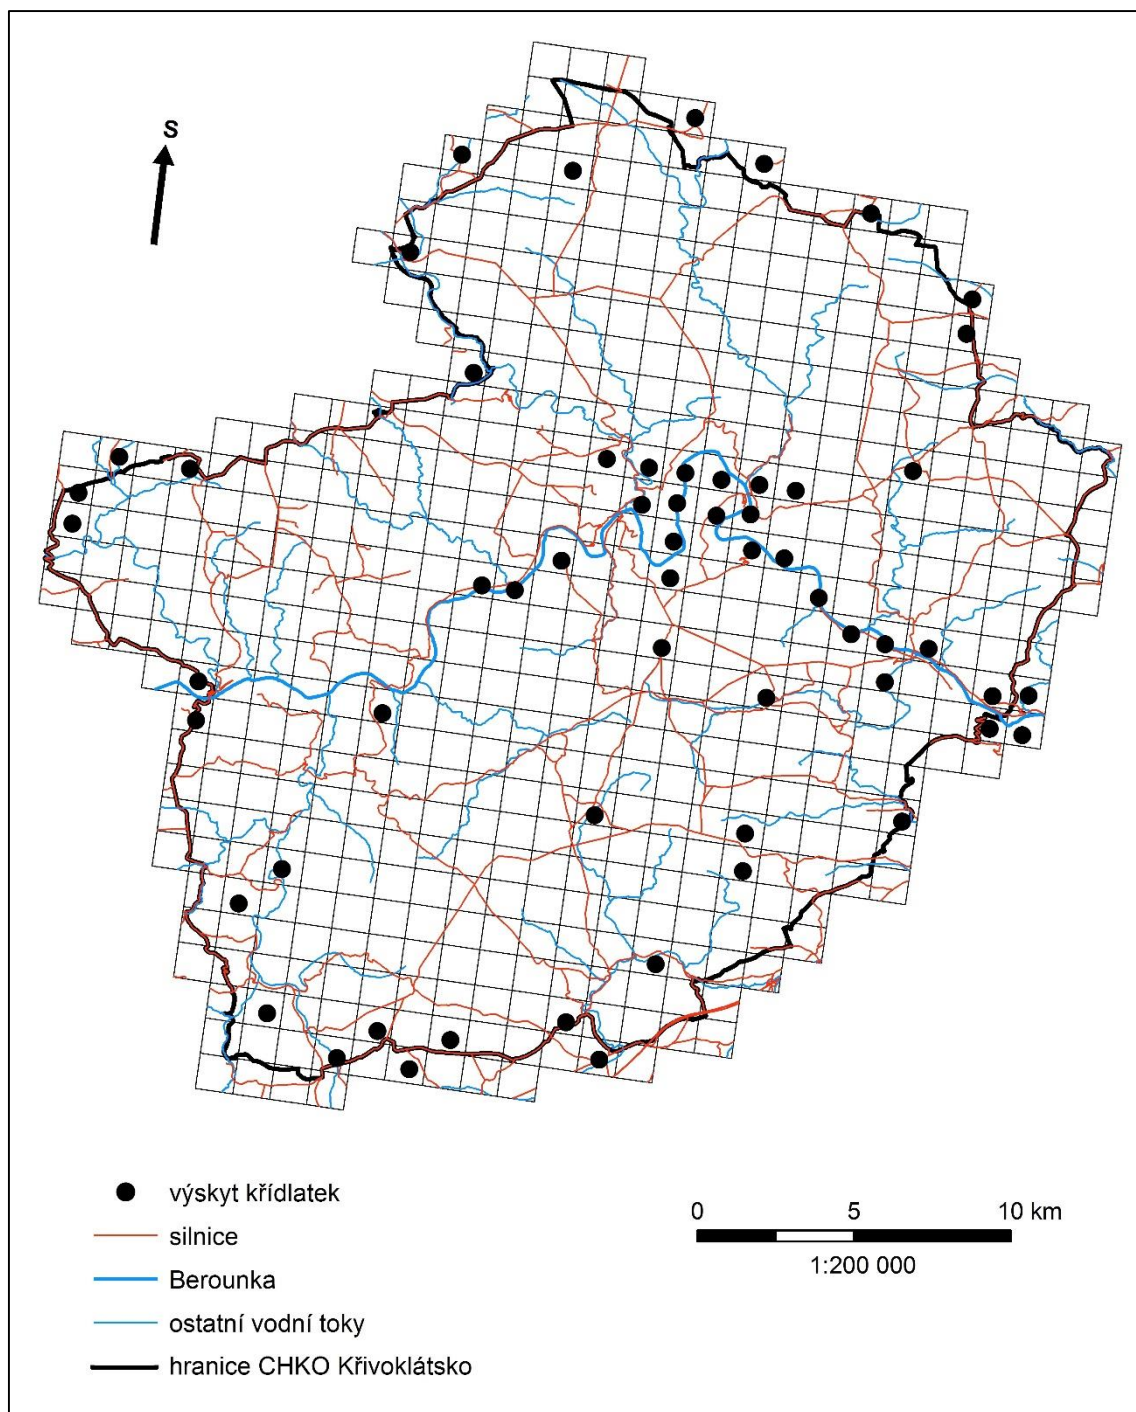 S
výskyt křídlatek
silnice
Berounka
ostatní vodní toky
hranice CHKO Křivoklátsko
0 5 10 km
1:200 000